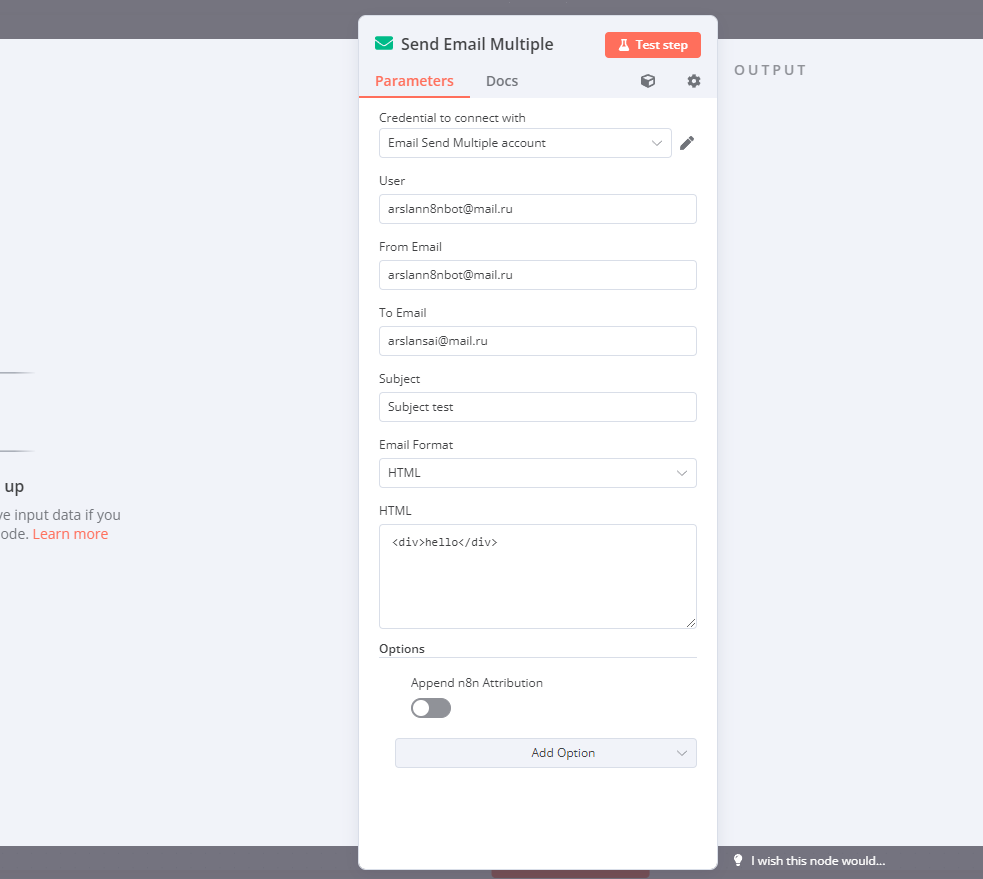 Send Email Multiple
Test step
Parameters
Docs
OUTPUT
Credential to connect with
Email Send Multiple account
User
arslann8nbot@mail.ru
From Email
arslann8nbot@mail.ru
To Email
arslansai@mail.ru
Subject
Subject test
Email Format
HTML
HTML
<div>hello</div>
up
input data if you
Learn more
Options
Append n8n Attribution
Add Option
I wish this node would...